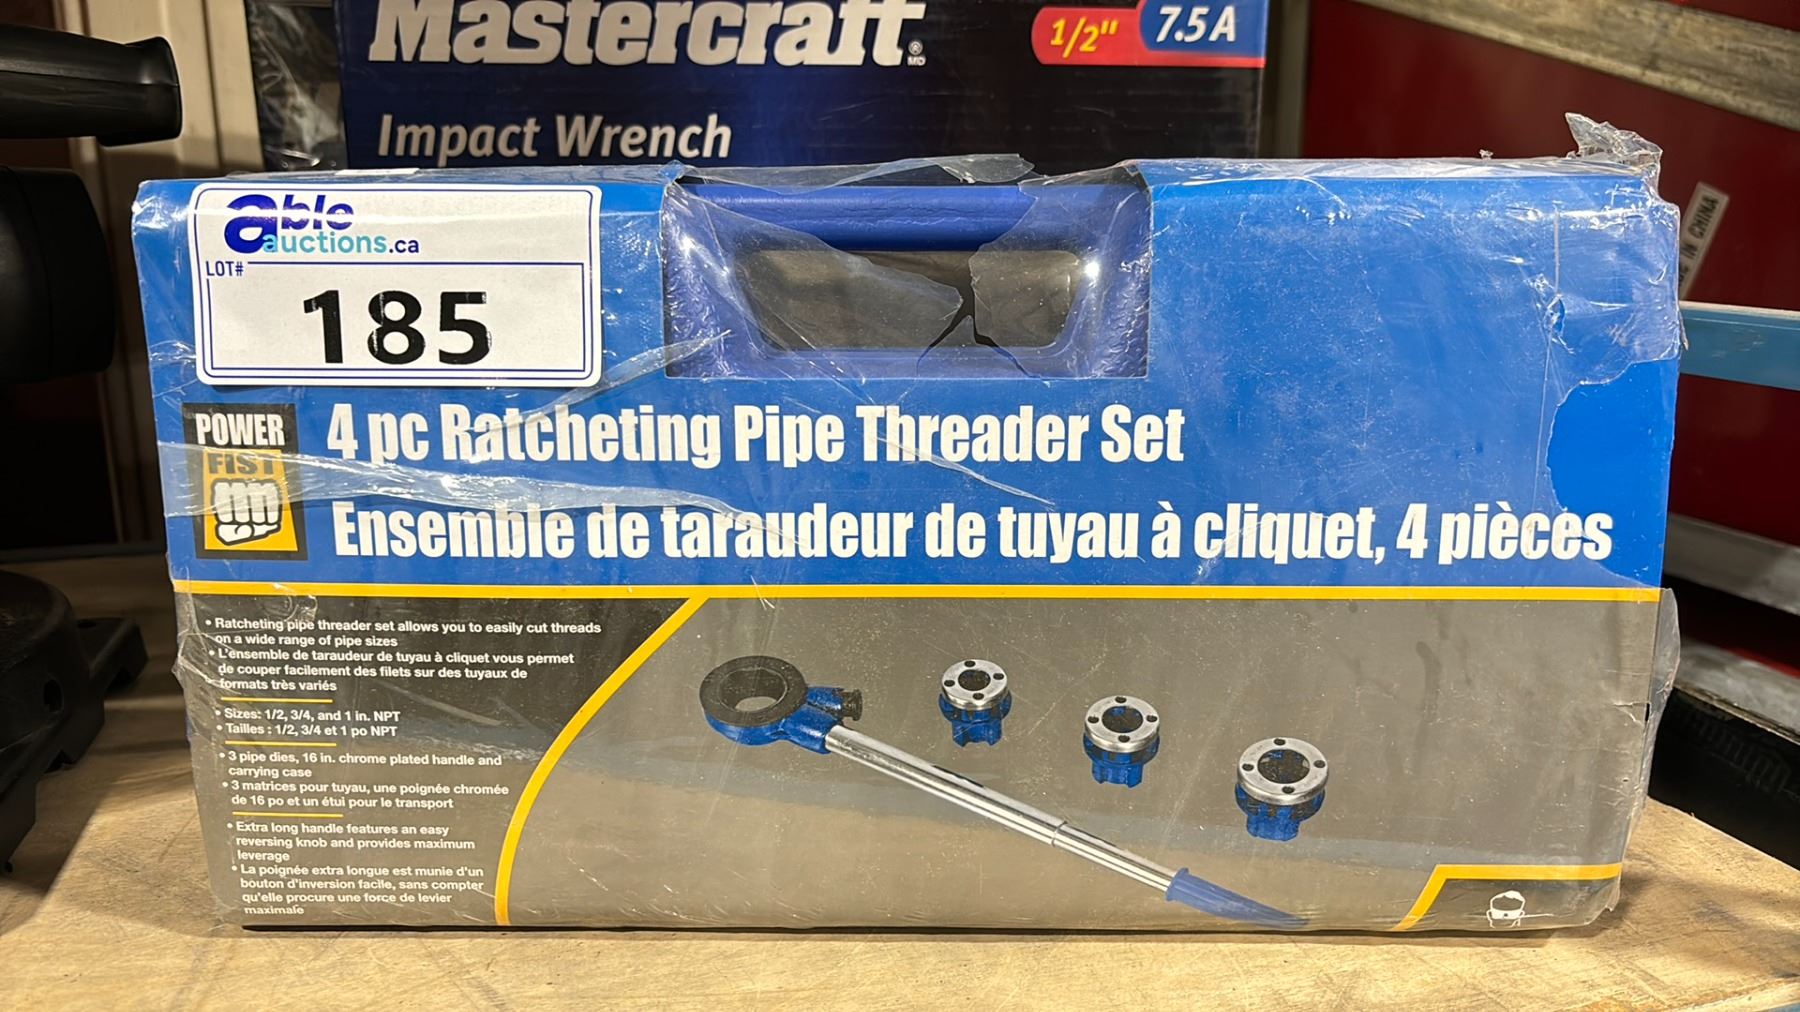 Mastercraft
®
MD
1/2"
7.5 A
Impact Wrench
able
auctions.ca
LOT#
185
POWER
FIST
4 pc Ratcheting Pipe Threader Set
Ensemble de taraudeur de tuyau à cliquet, 4 pièces
• Ratcheting pipe threader set allows you to easily cut threads
on a wide range of pipe sizes
• L'ensemble de taraudeur de tuyau à cliquet vous permet
de couper facilement des filets sur des tuyaux de
formats très variés
• Sizes: 1/2, 3/4, and 1 in. NPT
• Tailles : 1/2, 3/4 et 1 po NPT
• 3 pipe dies, 16 in. chrome plated handle and
carrying case
• 3 matrices pour tuyau, une poignée chromée
de 16 po et un étui pour le transport
• Extra long handle features an easy
reversing knob and provides maximum
leverage
• La poignée extra longue est munie d'un
bouton d'inversion facile, sans compter
qu'elle procure une force de levier
maximale
IN CHINA